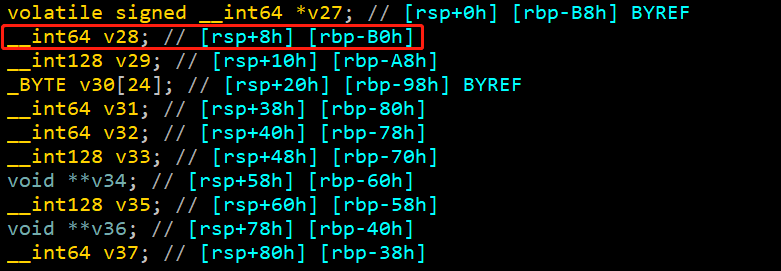 volatile signed __int64 *v27; // [rsp+0h] [rbp-B8h] BYREF
__int64 v28; // [rsp+8h] [rbp-B0h]
__int128 v29; // [rsp+10h] [rbp-A8h]
_BYTE v30[24]; // [rsp+20h] [rbp-98h] BYREF
__int64 v31; // [rsp+38h] [rbp-80h]
__int64 v32; // [rsp+40h] [rbp-78h]
__int128 v33; // [rsp+48h] [rbp-70h]
void **v34; // [rsp+58h] [rbp-60h]
__int128 v35; // [rsp+60h] [rbp-58h]
void **v36; // [rsp+78h] [rbp-40h]
__int64 v37; // [rsp+80h] [rbp-38h]